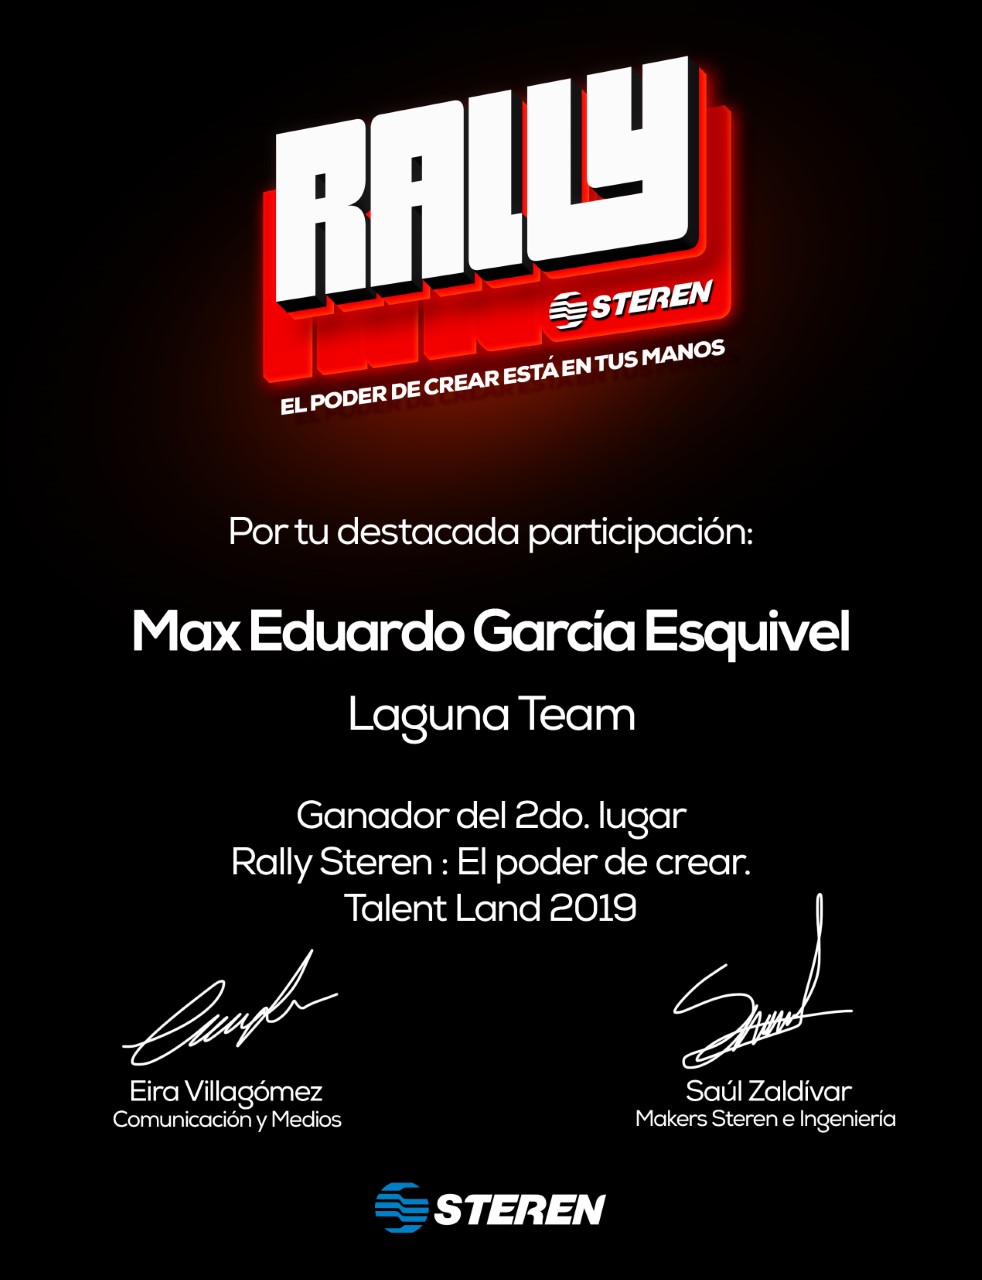 RALLY
STEREN
EL PODER DE CREAR ESTÁ EN TUS MANOS
Por tu destacada participación:
Max Eduardo García Esquivel
Laguna Team
Ganador del 2do. lugar
Rally Steren : El poder de crear.
Talent Land 2019
Eira Villagómez
Comunicación y Medios
Saúl Zaldívar
Makers Steren e Ingeniería
STEREN